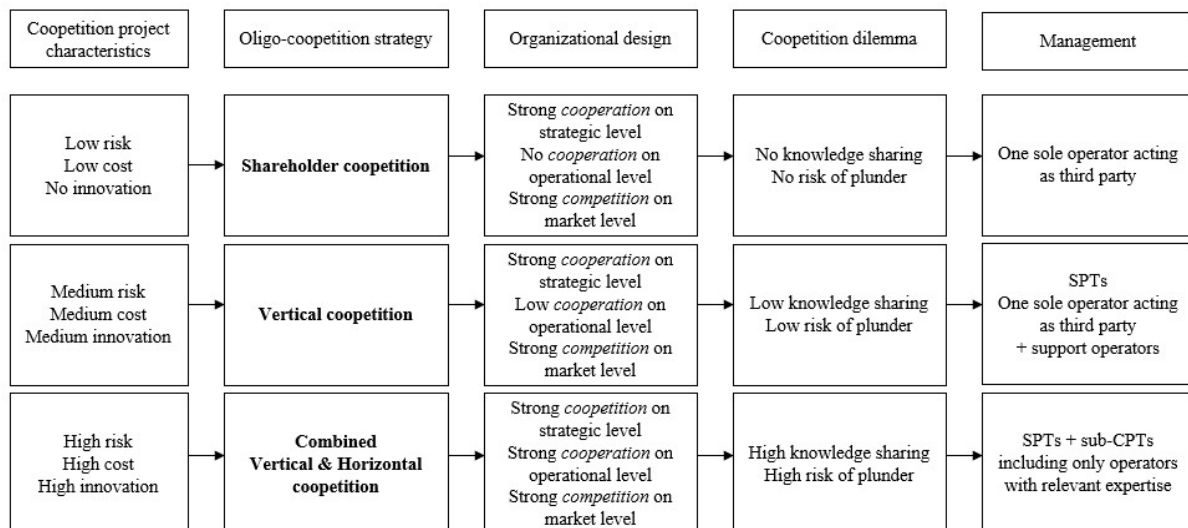 Coopetition project
characteristics
Oligo-coopetition strategy
Organizational design
Coopetition dilemma
Management
Low risk
Low cost
No innovation
Shareholder coopetition
Strong cooperation on
strategic level
No cooperation on
operational level
Strong competition on
market level
No knowledge sharing
No risk of plunder
One sole operator acting
as third party
Medium risk
Medium cost
Medium innovation
Vertical coopetition
Strong cooperation on
strategic level
Low cooperation on
operational level
Strong competition on
market level
Low knowledge sharing
Low risk of plunder
SPTs
One sole operator acting
as third party
+ support operators
High risk
High cost
High innovation
Combined
Vertical & Horizontal
coopetition
Strong coopetition on
strategic level
Strong cooperation on
operational level
Strong competition on
market level
High knowledge sharing
High risk of plunder
SPTs + sub-CPTs
including only operators
with relevant expertise